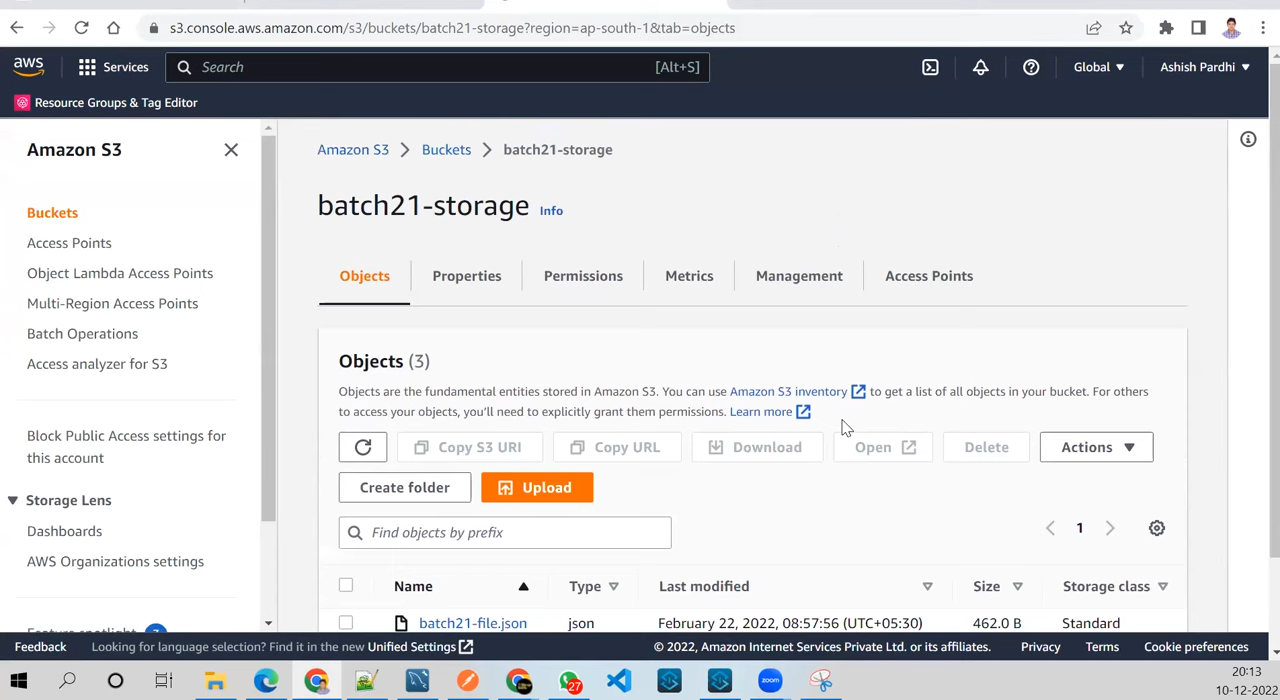 s3.console.aws.amazon.com/s3/buckets/batch21-storage?region=ap-south-1&tab=objects
aws Services Search [Alt+S] Global Ashish Pardhi
Resource Groups & Tag Editor
Amazon S3
Buckets
Access Points
Object Lambda Access Points
Multi-Region Access Points
Batch Operations
Access analyzer for S3
Block Public Access settings for
this account
Storage Lens
Dashboards
AWS Organizations settings
Feature spotlight 7
Amazon S3 Buckets batch21-storage
batch21-storage Info
Objects Properties Permissions Metrics Management Access Points
Objects (3)
Objects are the fundamental entities stored in Amazon S3. You can use Amazon S3 inventory to get a list of all objects in your bucket. For others
to access your objects, you'll need to explicitly grant them permissions. Learn more
Copy S3 URI Copy URL Download Open Delete Actions
Create folder Upload
Find objects by prefix 1
Name Type Last modified Size Storage class
batch21-file.json json February 22, 2022, 08:57:56 (UTC+05:30) 462.0 B Standard
Feedback Looking for language selection? Find it in the new Unified Settings © 2022, Amazon Internet Services Private Ltd. or its affiliates. Privacy Terms Cookie preferences
27 zoom 20:13